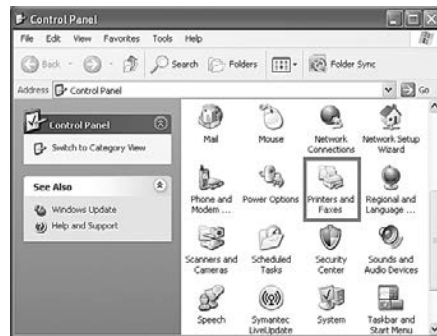 Control Panel
File Edit View Favorites Tools Help
Back Search Folders Folder Sync
Address Control Panel Go
Control Panel
Switch to Category View
See Also
Windows Update
Help and Support
Mail
Mouse
Network
Connections
Network Setup
Wizard
Phone and
Modem ...
Power Options
Printers and
Faxes
Regional and
Language ...
Scanners and
Cameras
Scheduled
Tasks
Security
Center
Sounds and
Audio Devices
Speech
Symantec
LiveUpdate
System
Taskbar and
Start Menu